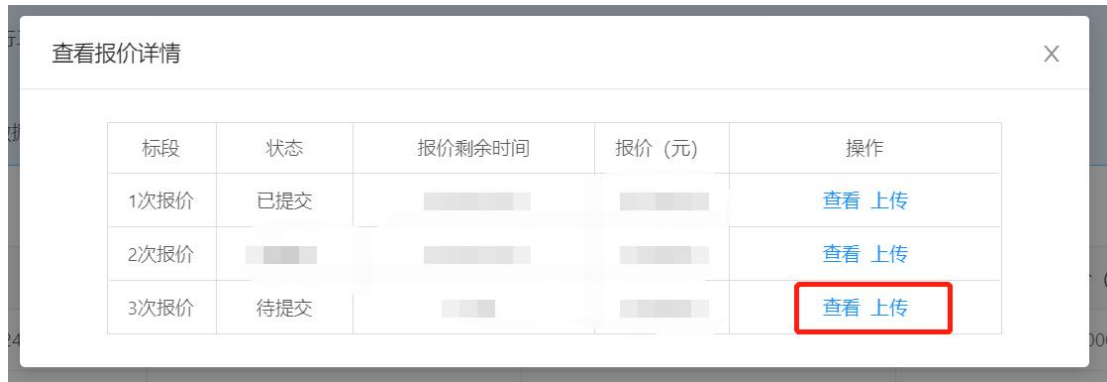 查看报价详情
标段 状态 报价剩余时间 报价（元） 操作
1次报价 已提交 查看 上传
2次报价 查看 上传
3次报价 待提交 查看 上传